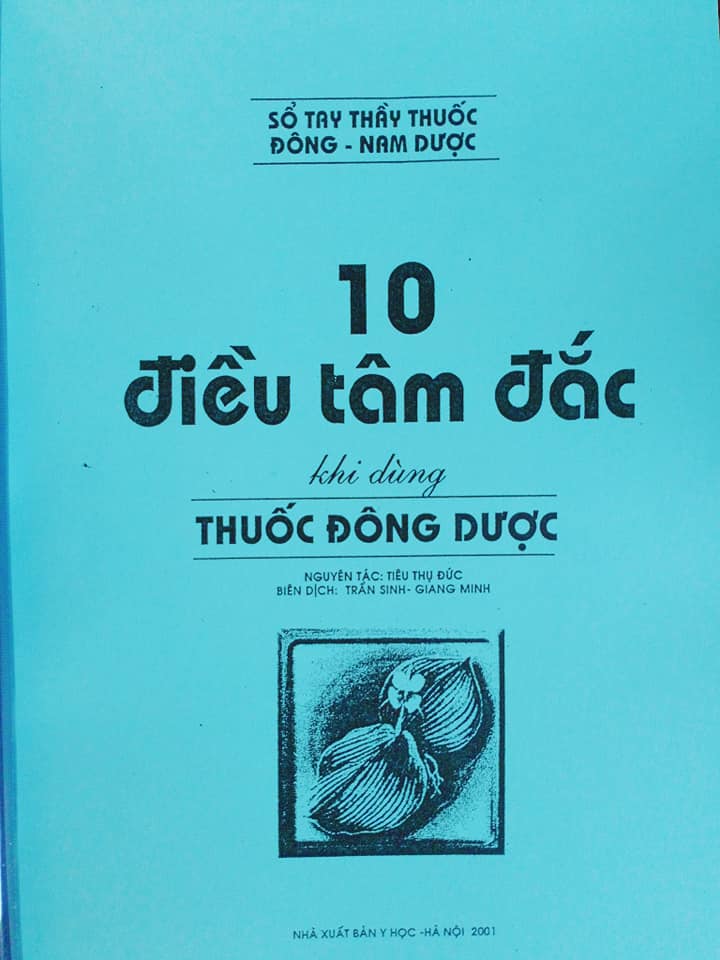 SỔ TAY THẦY THUỐC
ĐÔNG - NAM DƯỢC
10
điều tâm đắc
khi dùng
THUỐC ĐÔNG DƯỢC
NGUYÊN TÁC: TIÊU THỤ ĐỨC
BIÊN DỊCH: TRẦN SINH- GIANG MINH
NHÀ XUẤT BẢN Y HỌC -HÀ NỘI 2001